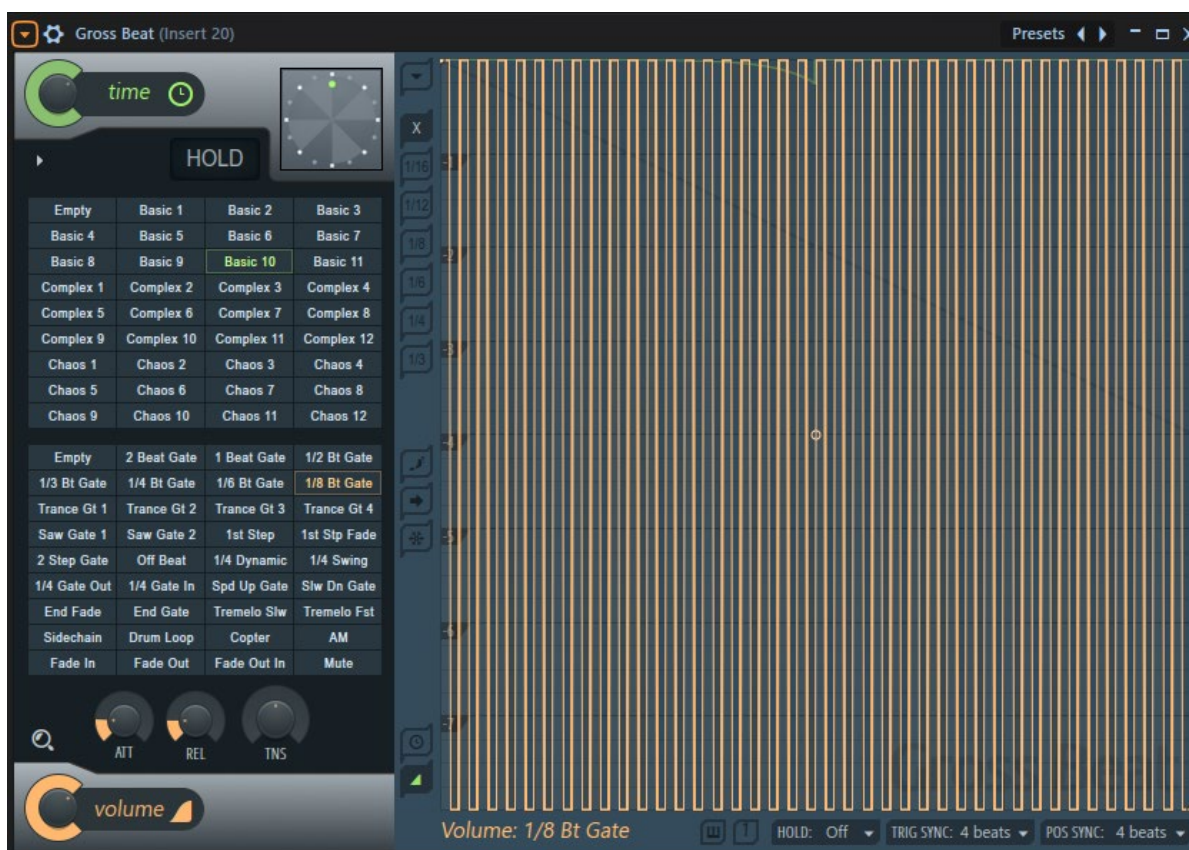 Gross Beat (Insert 20)
Presets
time
HOLD
Empty Basic 1 Basic 2 Basic 3
Basic 4 Basic 5 Basic 6 Basic 7
Basic 8 Basic 9 Basic 10 Basic 11
Complex 1 Complex 2 Complex 3 Complex 4
Complex 5 Complex 6 Complex 7 Complex 8
Complex 9 Complex 10 Complex 11 Complex 12
Chaos 1 Chaos 2 Chaos 3 Chaos 4
Chaos 5 Chaos 6 Chaos 7 Chaos 8
Chaos 9 Chaos 10 Chaos 11 Chaos 12
Empty 2 Beat Gate 1 Beat Gate 1/2 Bt Gate
1/3 Bt Gate 1/4 Bt Gate 1/6 Bt Gate 1/8 Bt Gate
Trance Gt 1 Trance Gt 2 Trance Gt 3 Trance Gt 4
Saw Gate 1 Saw Gate 2 1st Step 1st Stp Fade
2 Step Gate Off Beat 1/4 Dynamic 1/4 Swing
1/4 Gate Out 1/4 Gate In Spd Up Gate Slw Dn Gate
End Fade End Gate Tremelo Slw Tremelo Fst
Sidechain Drum Loop Copter AM
Fade In Fade Out Fade Out In Mute
ATT REL TNS
volume
X
1/16
1/12
1/8
1/6
1/4
1/3
-1
-2
-3
-4
-5
-6
-7
Volume: 1/8 Bt Gate
HOLD: Off TRIG SYNC: 4 beats POS SYNC: 4 beats